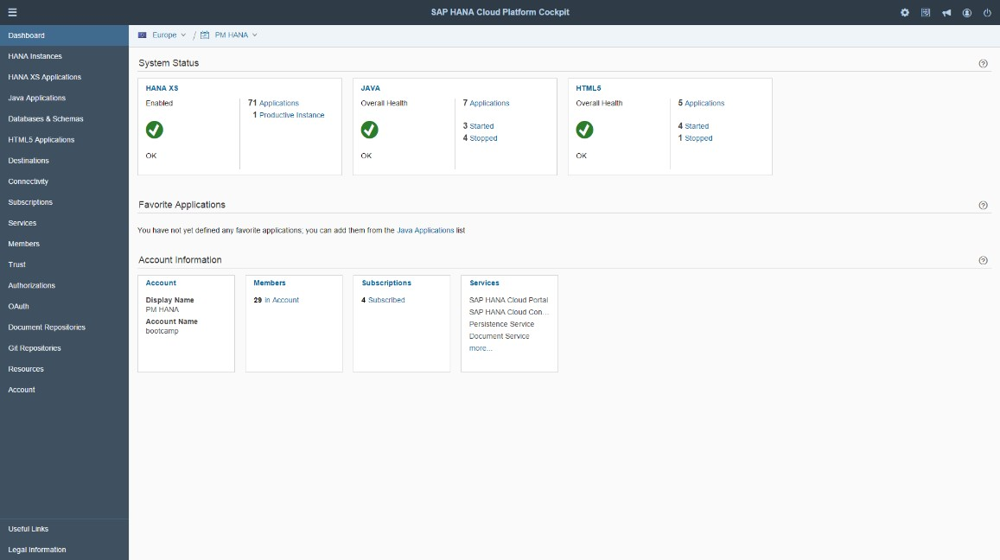 SAP HANA Cloud Platform Cockpit
Dashboard
HANA Instances
HANA XS Applications
Java Applications
Databases & Schemas
HTML5 Applications
Destinations
Connectivity
Subscriptions
Services
Members
Trust
Authorizations
OAuth
Document Repositories
Git Repositories
Resources
Account
Useful Links
Legal Information
Europe / PM HANA
System Status
HANA XS
Enabled
OK
71 Applications
1 Productive Instance
JAVA
Overall Health
OK
7 Applications
3 Started
4 Stopped
HTML5
Overall Health
OK
5 Applications
4 Started
1 Stopped
Favorite Applications
You have not yet defined any favorite applications; you can add them from the Java Applications list
Account Information
Account
Display Name
PM HANA
Account Name
bootcamp
Members
29 in Account
Subscriptions
4 Subscribed
Services
SAP HANA Cloud Portal
SAP HANA Cloud Con...
Persistence Service
Document Service
more...